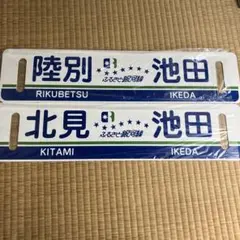 陸別 ふるさと銀河線 池田
RIKUBETSU IKEDA
北見 ふるさと銀河線 池田
KITAMI IKEDA